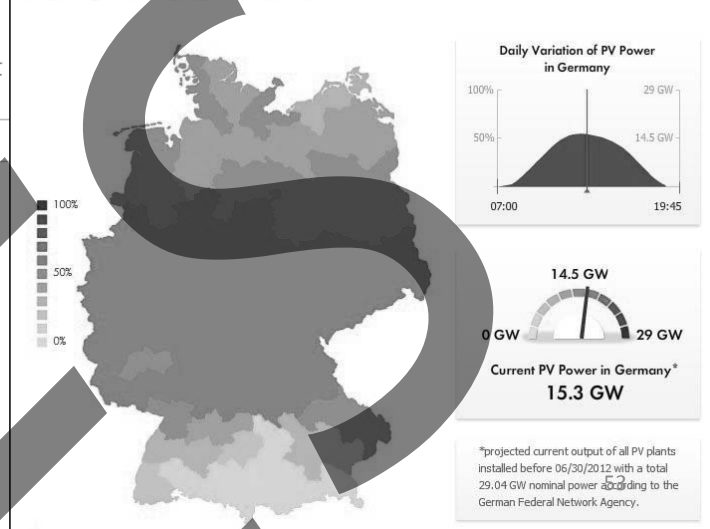 Daily Variation of PV Power
in Germany
100%
29 GW
50%
14.5 GW
07:00
19:45
100%
50%
0%
14.5 GW
0 GW
29 GW
Current PV Power in Germany*
15.3 GW
*projected current output of all PV plants
installed before 06/30/2012 with a total
29.04 GW nominal power according to the
German Federal Network Agency.
53